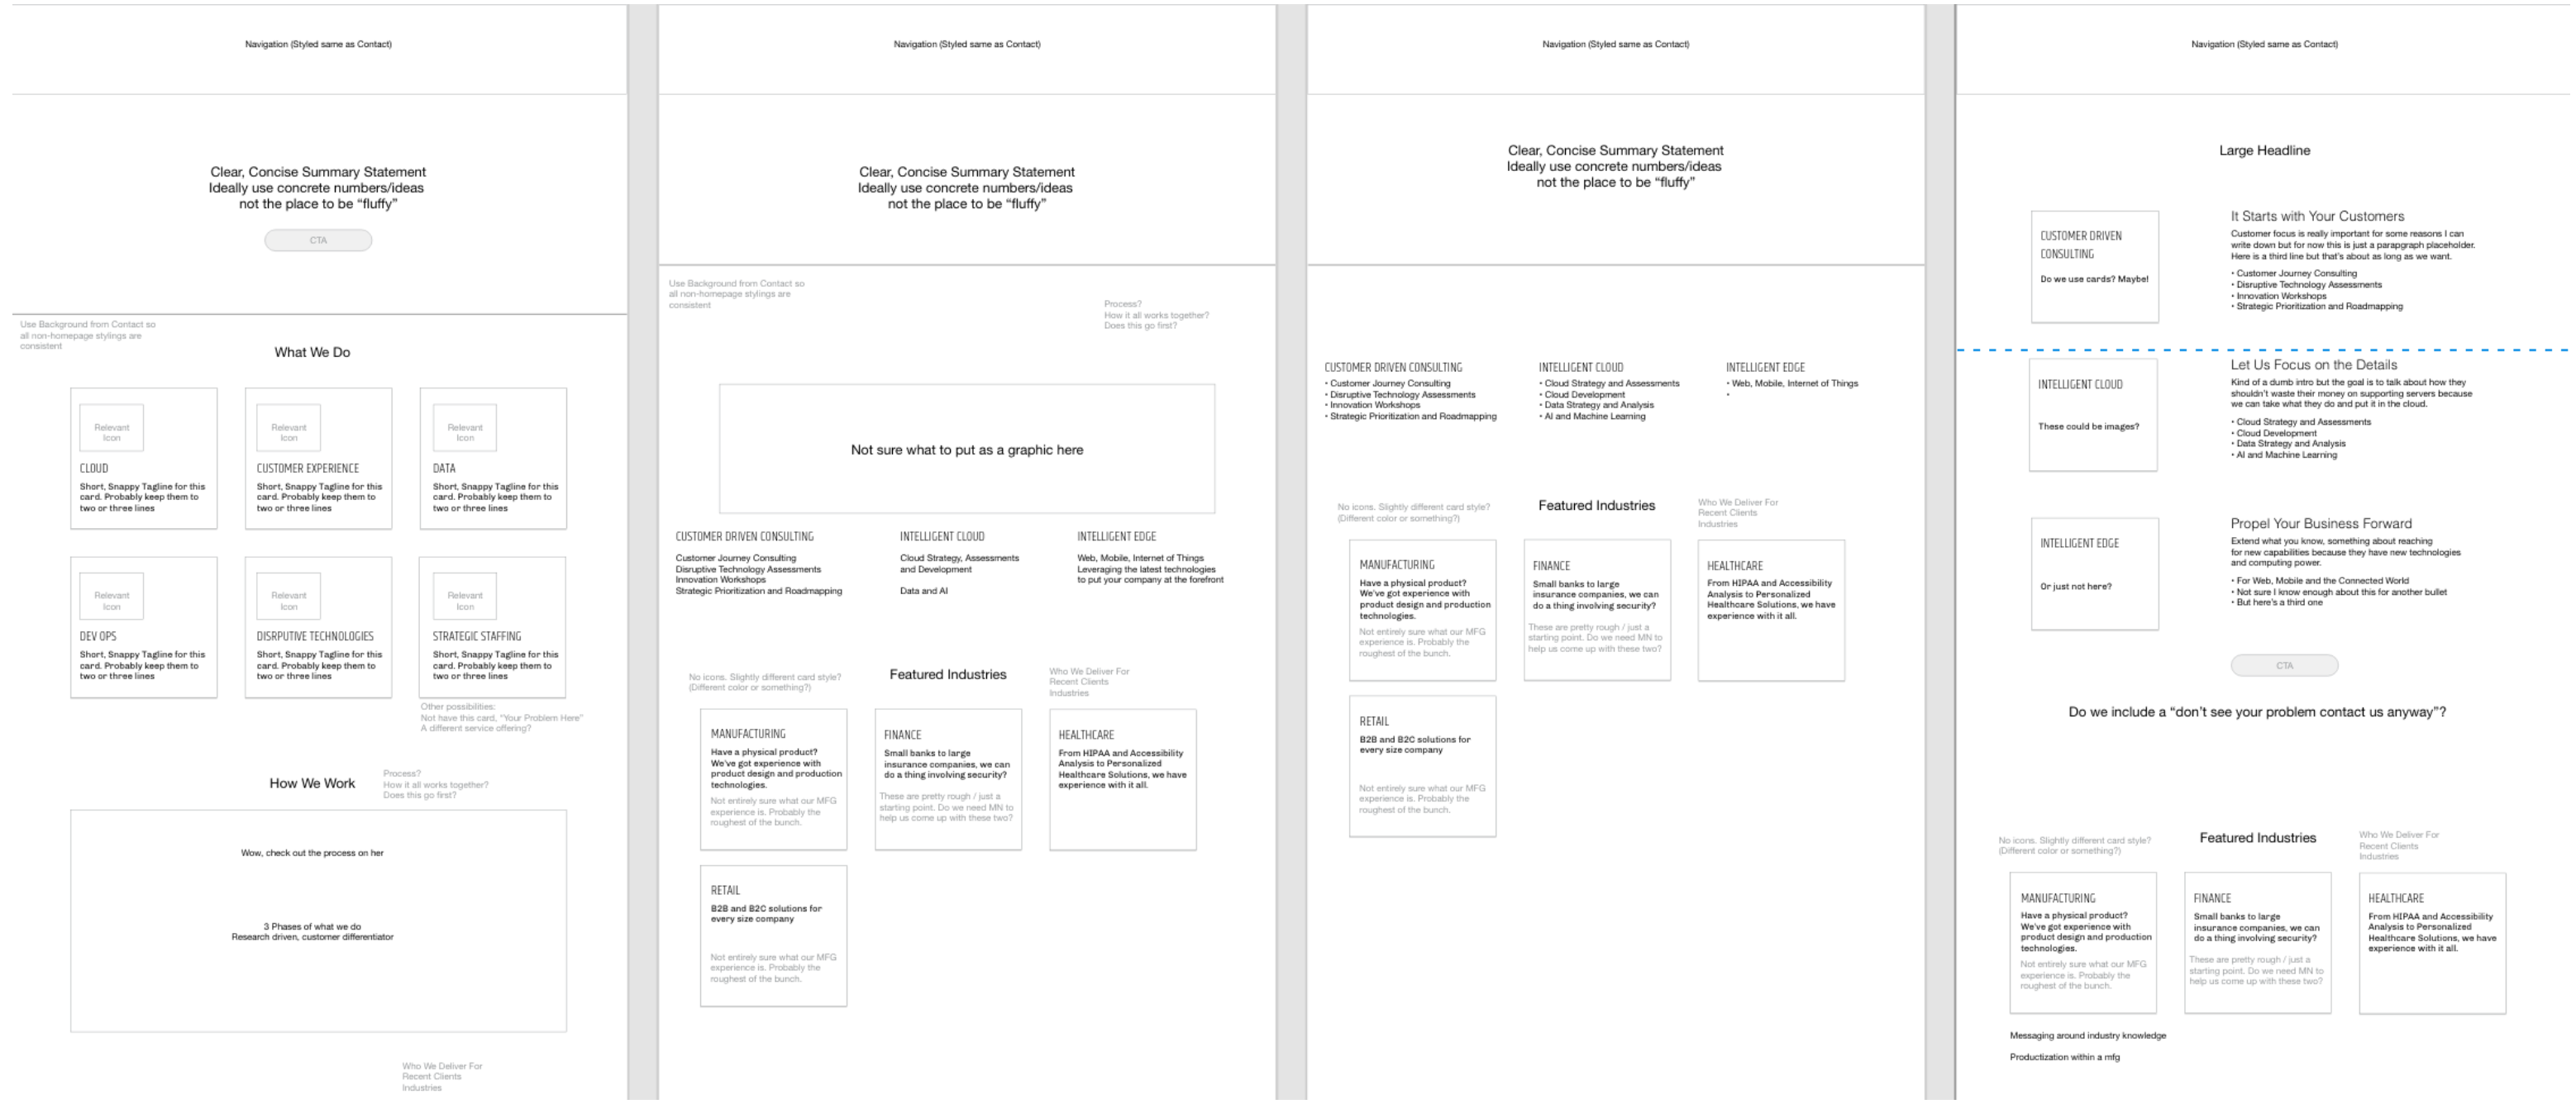 Navigation (Styled same as Contact)
Clear, Concise Summary Statement
Ideally use concrete numbers/ideas
not the place to be “fluffy”
CTA
Use Background from Contact so
all non-homepage stylings are
consistent
What We Do
Relevant
Icon
CLOUD
Short, Snappy Tagline for this
card. Probably keep them to
two or three lines
Relevant
Icon
CUSTOMER EXPERIENCE
Short, Snappy Tagline for this
card. Probably keep them to
two or three lines
Relevant
Icon
DATA
Short, Snappy Tagline for this
card. Probably keep them to
two or three lines
Relevant
Icon
DEV OPS
Short, Snappy Tagline for this
card. Probably keep them to
two or three lines
Relevant
Icon
DISRPUTIVE TECHNOLOGIES
Short, Snappy Tagline for this
card. Probably keep them to
two or three lines
Relevant
Icon
STRATEGIC STAFFING
Short, Snappy Tagline for this
card. Probably keep them to
two or three lines
Other possibilities:
Not have this card, “Your Problem Here”
A different service offering?
How We Work
Process?
How it all works together?
Does this go first?
Wow, check out the process on her
3 Phases of what we do
Research driven, customer differentiator
Who We Deliver For
Recent Clients
Industries
Navigation (Styled same as Contact)
Clear, Concise Summary Statement
Ideally use concrete numbers/ideas
not the place to be “fluffy”
Use Background from Contact so
all non-homepage stylings are
consistent
Process?
How it all works together?
Does this go first?
Not sure what to put as a graphic here
CUSTOMER DRIVEN CONSULTING
Customer Journey Consulting
Disruptive Technology Assessments
Innovation Workshops
Strategic Prioritization and Roadmapping
INTELLIGENT CLOUD
Cloud Strategy, Assessments
and Development
Data and AI
INTELLIGENT EDGE
Web, Mobile, Internet of Things
Leveraging the latest technologies
to put your company at the forefront
No icons. Slightly different card style?
(Different color or something?)
Featured Industries
Who We Deliver For
Recent Clients
Industries
MANUFACTURING
Have a physical product?
We've got experience with
product design and production
technologies.
Not entirely sure what our MFG
experience is. Probably the
roughest of the bunch.
FINANCE
Small banks to large
insurance companies, we can
do a thing involving security?
These are pretty rough / just a
starting point. Do we need MN to
help us come up with these two?
HEALTHCARE
From HIPAA and Accessibility
Analysis to Personalized
Healthcare Solutions, we have
experience with it all.
RETAIL
B2B and B2C solutions for
every size company
Not entirely sure what our MFG
experience is. Probably the
roughest of the bunch.
Navigation (Styled same as Contact)
Clear, Concise Summary Statement
Ideally use concrete numbers/ideas
not the place to be “fluffy”
CUSTOMER DRIVEN CONSULTING
• Customer Journey Consulting
• Disruptive Technology Assessments
• Innovation Workshops
• Strategic Prioritization and Roadmapping
INTELLIGENT CLOUD
• Cloud Strategy and Assessments
• Cloud Development
• Data Strategy and Analysis
• AI and Machine Learning
INTELLIGENT EDGE
• Web, Mobile, Internet of Things
•
No icons. Slightly different card style?
(Different color or something?)
Featured Industries
Who We Deliver For
Recent Clients
Industries
MANUFACTURING
Have a physical product?
We've got experience with
product design and production
technologies.
Not entirely sure what our MFG
experience is. Probably the
roughest of the bunch.
FINANCE
Small banks to large
insurance companies, we can
do a thing involving security?
These are pretty rough / just a
starting point. Do we need MN to
help us come up with these two?
HEALTHCARE
From HIPAA and Accessibility
Analysis to Personalized
Healthcare Solutions, we have
experience with it all.
RETAIL
B2B and B2C solutions for
every size company
Not entirely sure what our MFG
experience is. Probably the
roughest of the bunch.
Navigation (Styled same as Contact)
Large Headline
CUSTOMER DRIVEN
CONSULTING
Do we use cards? Maybe!
It Starts with Your Customers
Customer focus is really important for some reasons I can
write down but for now this is just a parapgraph placeholder.
Here is a third line but that's about as long as we want.
• Customer Journey Consulting
• Disruptive Technology Assessments
• Innovation Workshops
• Strategic Prioritization and Roadmapping
INTELLIGENT CLOUD
These could be images?
Let Us Focus on the Details
Kind of a dumb intro but the goal is to talk about how they
shouldn't waste their money on supporting servers because
we can take what they do and put it in the cloud.
• Cloud Strategy and Assessments
• Cloud Development
• Data Strategy and Analysis
• AI and Machine Learning
INTELLIGENT EDGE
Or just not here?
Propel Your Business Forward
Extend what you know, something about reaching
for new capabilities because they have new technologies
and computing power.
• For Web, Mobile and the Connected World
• Not sure I know enough about this for another bullet
• But here's a third one
CTA
Do we include a “don't see your problem contact us anyway”?
No icons. Slightly different card style?
(Different color or something?)
Featured Industries
Who We Deliver For
Recent Clients
Industries
MANUFACTURING
Have a physical product?
We've got experience with
product design and production
technologies.
Not entirely sure what our MFG
experience is. Probably the
roughest of the bunch.
FINANCE
Small banks to large
insurance companies, we can
do a thing involving security?
These are pretty rough / just a
starting point. Do we need MN to
help us come up with these two?
HEALTHCARE
From HIPAA and Accessibility
Analysis to Personalized
Healthcare Solutions, we have
experience with it all.
Messaging around industry knowledge
Productization within a mfg